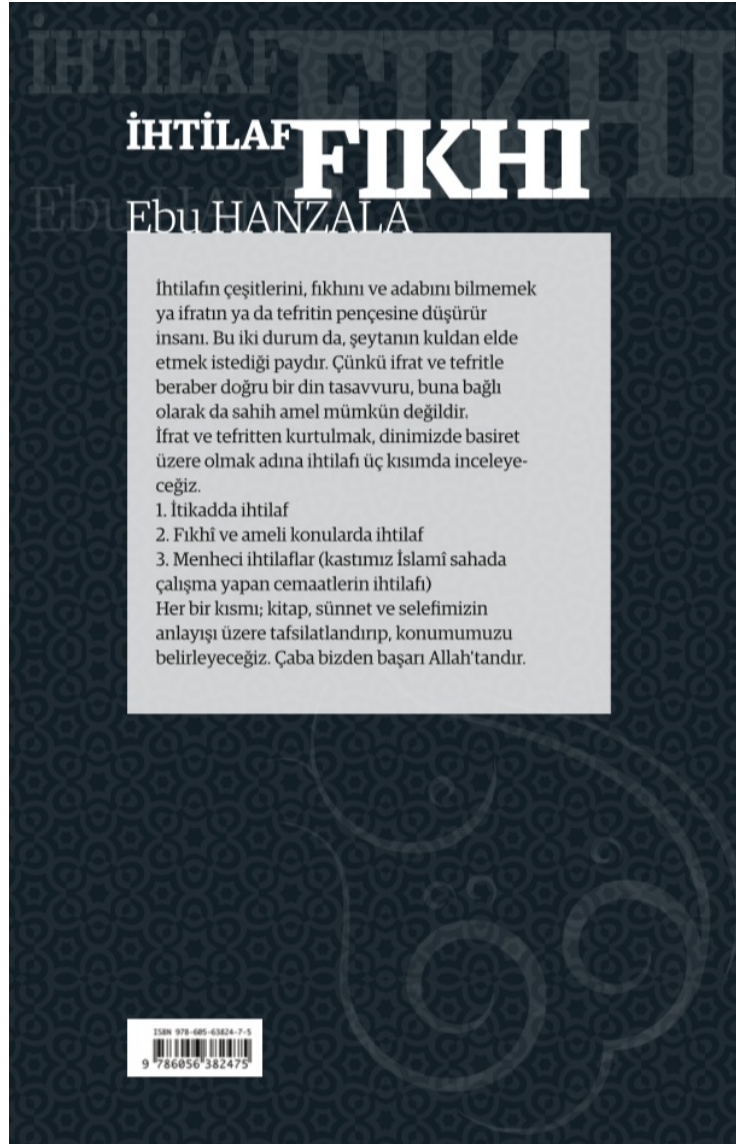 İHTİLAF FIKHI
Ebu HANZALA
İhtilafın çeşitlerini, fıkhını ve adabını bilmemek
ya ifratın ya da tefritin pençesine düşürür
insanı. Bu iki durum da, şeytanın kuldan elde
etmek istediği paydır. Çünkü ifrat ve tefritle
beraber doğru bir din tasavvuru, buna bağlı
olarak da sahih amel mümkün değildir.
İfrat ve tefritten kurtulmak, dinimizde basiret
üzere olmak adına ihtilafı üç kısımda inceleye-
ceğiz.
1. İtikadda ihtilaf
2. Fıkhî ve ameli konularda ihtilaf
3. Menheci ihtilaflar (kastımız İslamî sahada
çalışma yapan cemaatlerin ihtilafı)
Her bir kısmı; kitap, sünnet ve selefimizin
anlayışı üzere tafsilatlandırıp, konumumuzu
belirleyeceğiz. Çaba bizden başarı Allah'tandır.
ISBN 978-605-63824-7-5
9 786056 382475